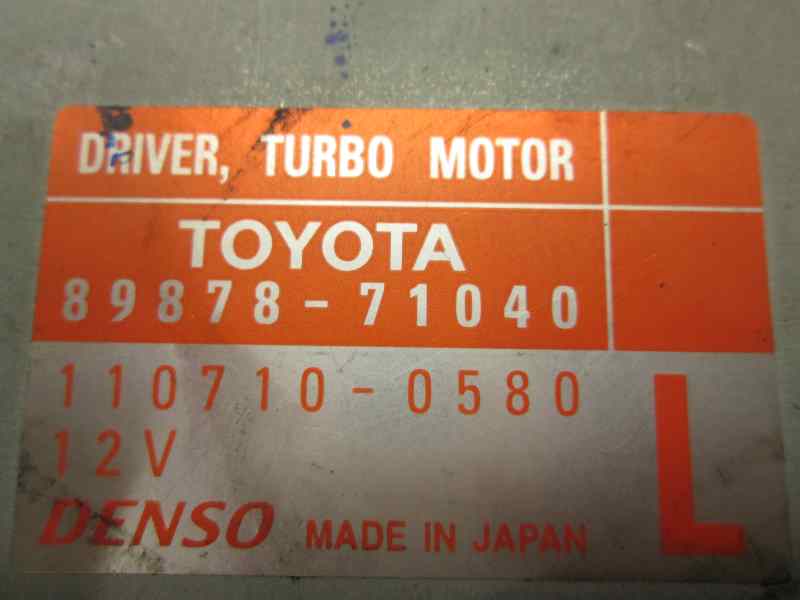 DRIVER, TURBO MOTOR
TOYOTA
89878-71040
110710-0580
12V
L
DENSO MADE IN JAPAN